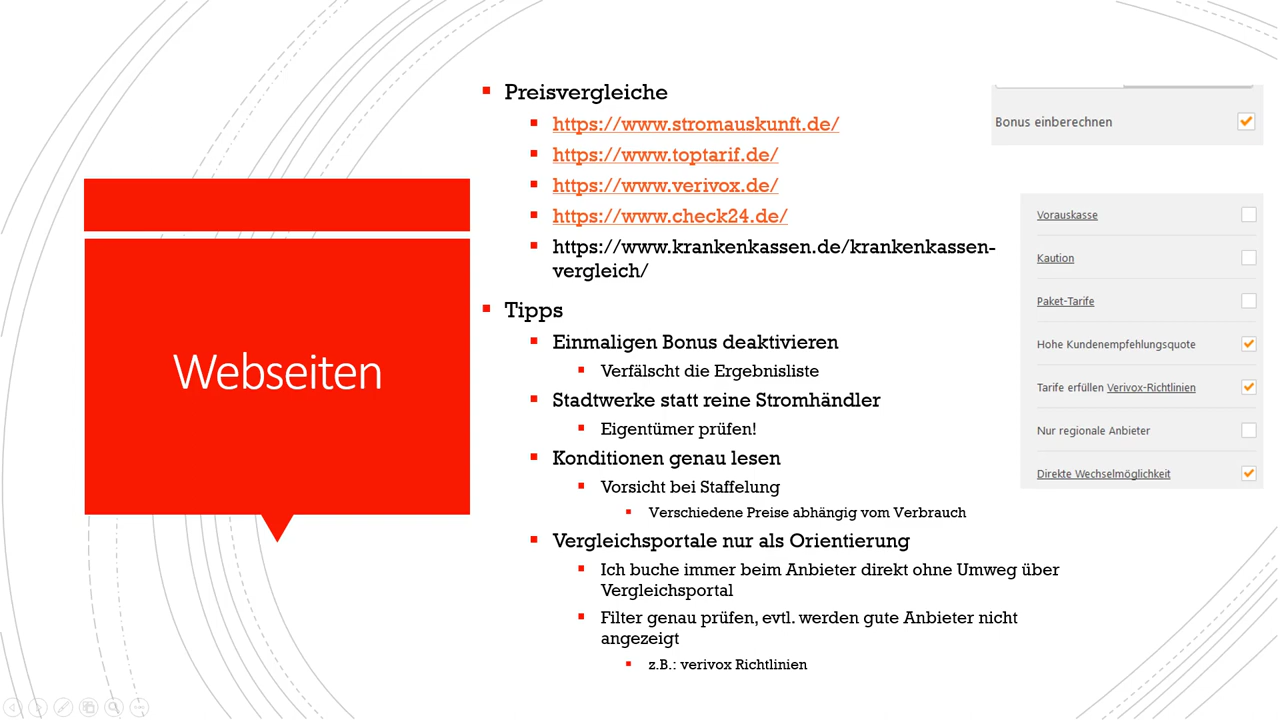 Webseiten
Preisvergleiche
https://www.stromauskunft.de/
https://www.toptarif.de/
https://www.verivox.de/
https://www.check24.de/
https://www.krankenkassen.de/krankenkassen-
vergleich/
Tipps
Einmaligen Bonus deaktivieren
Verfälscht die Ergebnisliste
Stadtwerke statt reine Stromhändler
Eigentümer prüfen!
Konditionen genau lesen
Vorsicht bei Staffelung
Verschiedene Preise abhängig vom Verbrauch
Vergleichsportale nur als Orientierung
Ich buche immer beim Anbieter direkt ohne Umweg über
Vergleichsportal
Filter genau prüfen, evtl. werden gute Anbieter nicht
angezeigt
z.B.: verivox Richtlinien
Bonus einberechnen
Vorauskasse
Kaution
Paket-Tarife
Hohe Kundenempfehlungsquote
Tarife erfüllen Verivox-Richtlinien
Nur regionale Anbieter
Direkte Wechselmöglichkeit